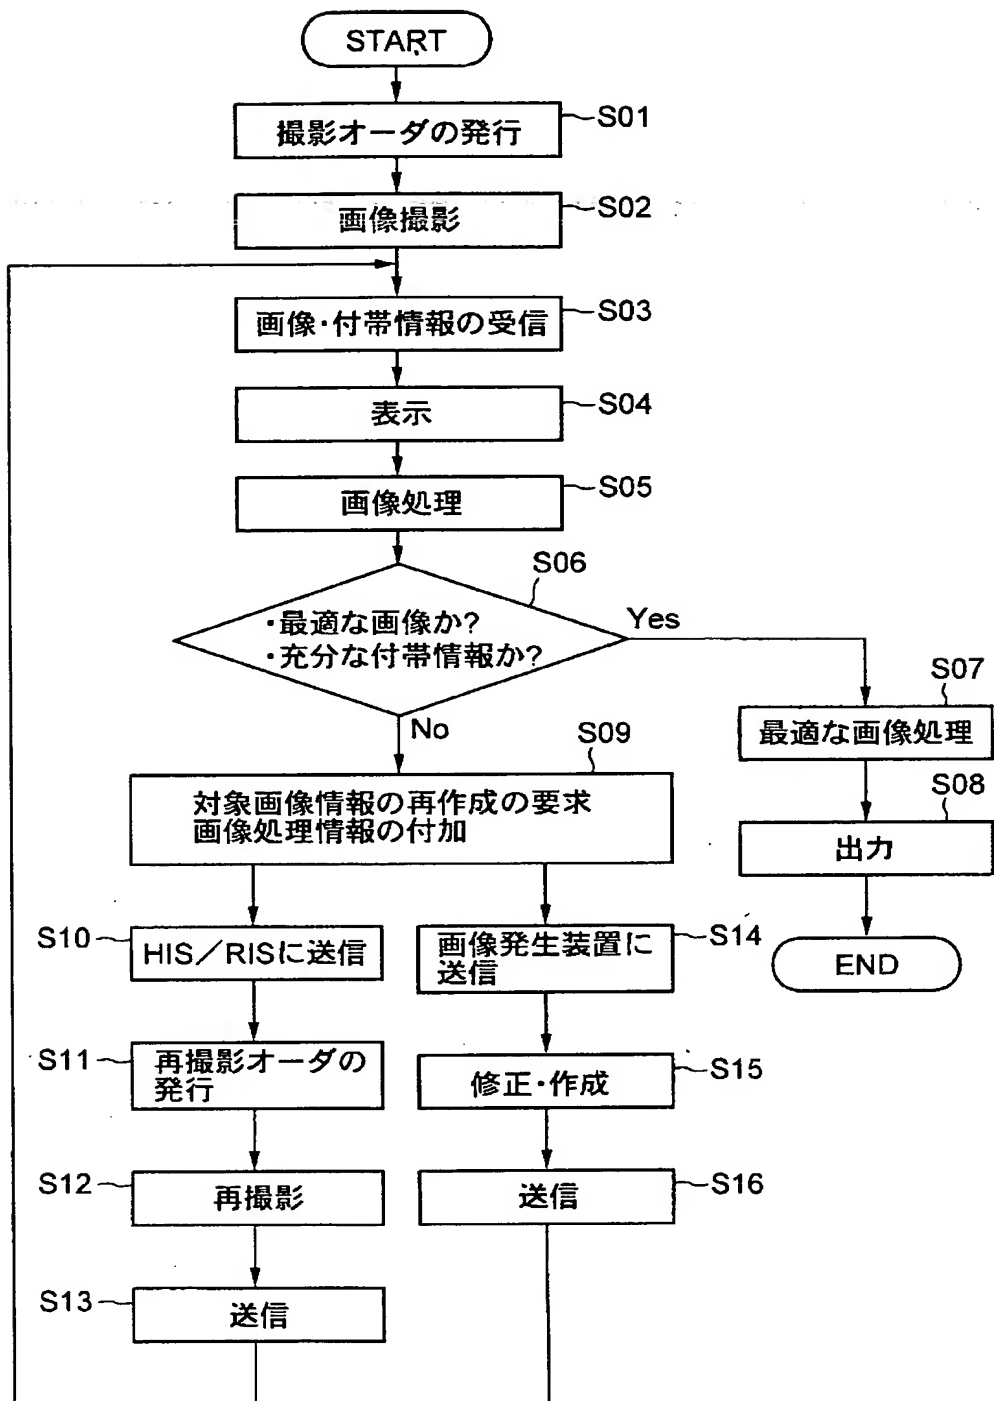 START
撮影オーダの発行
S01
画像撮影
S02
画像・付帯情報の受信
S03
表示
S04
画像処理
S05
S06
・最適な画像か?
・充分な付帯情報か?
Yes
No
S07
最適な画像処理
S08
出力
END
S09
対象画像情報の再作成の要求
画像処理情報の付加
S10
HIS／RISに送信
S11
再撮影オーダの
発行
S12
再撮影
S13
送信
画像発生装置に
送信
S14
修正・作成
S15
送信
S16